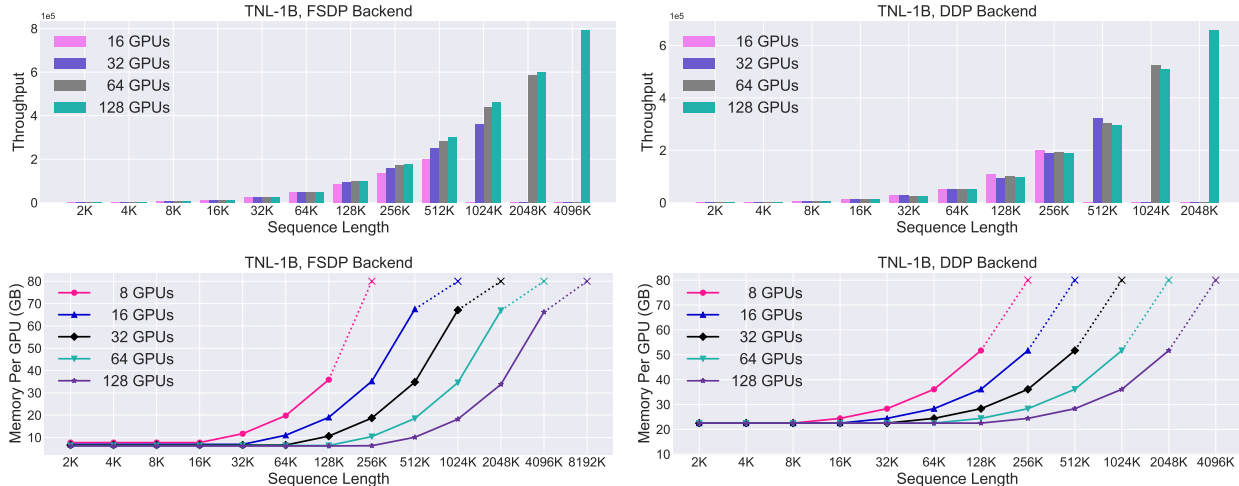 TNL-1B, FSDP Backend
1e5
8
6
4
2
0
Throughput
16 GPUs
32 GPUs
64 GPUs
128 GPUs
2K 4K 8K 16K 32K 64K 128K 256K 512K 1024K 2048K 4096K
Sequence Length
TNL-1B, DDP Backend
1e5
6
4
2
0
Throughput
16 GPUs
32 GPUs
64 GPUs
128 GPUs
2K 4K 8K 16K 32K 64K 128K 256K 512K 1024K 2048K
Sequence Length
TNL-1B, FSDP Backend
80
70
60
50
40
30
20
10
Memory Per GPU (GB)
8 GPUs
16 GPUs
32 GPUs
64 GPUs
128 GPUs
2K 4K 8K 16K 32K 64K 128K 256K 512K 1024K 2048K 4096K 8192K
Sequence Length
TNL-1B, DDP Backend
80
70
60
50
40
30
20
10
Memory Per GPU (GB)
8 GPUs
16 GPUs
32 GPUs
64 GPUs
128 GPUs
2K 4K 8K 16K 32K 64K 128K 256K 512K 1024K 2048K 4096K
Sequence Length